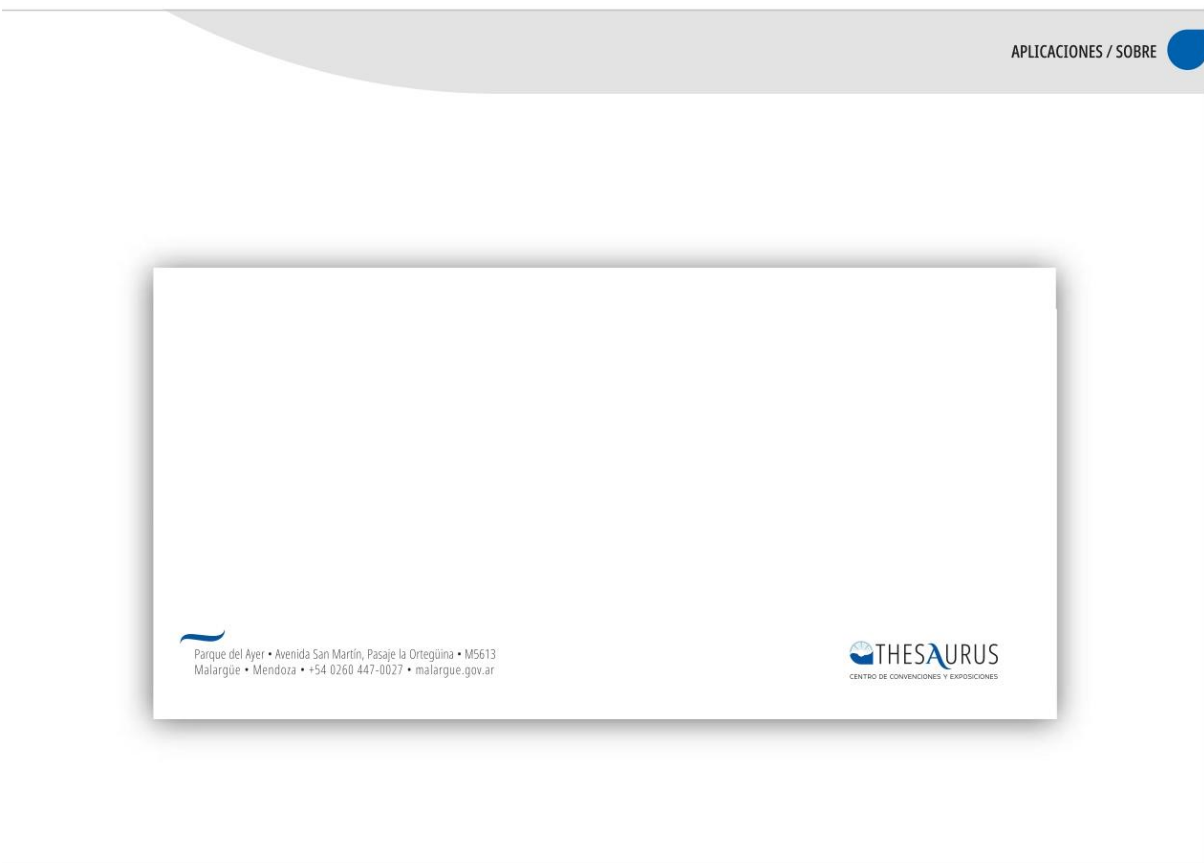 APLICACIONES / SOBRE
Parque del Ayer • Avenida San Martín, Pasaje la Ortegüina • M5613
Malargüe • Mendoza • +54 0260 447-0027 • malargue.gov.ar
THESAURUS
CENTRO DE CONVENCIONES Y EXPOSICIONES